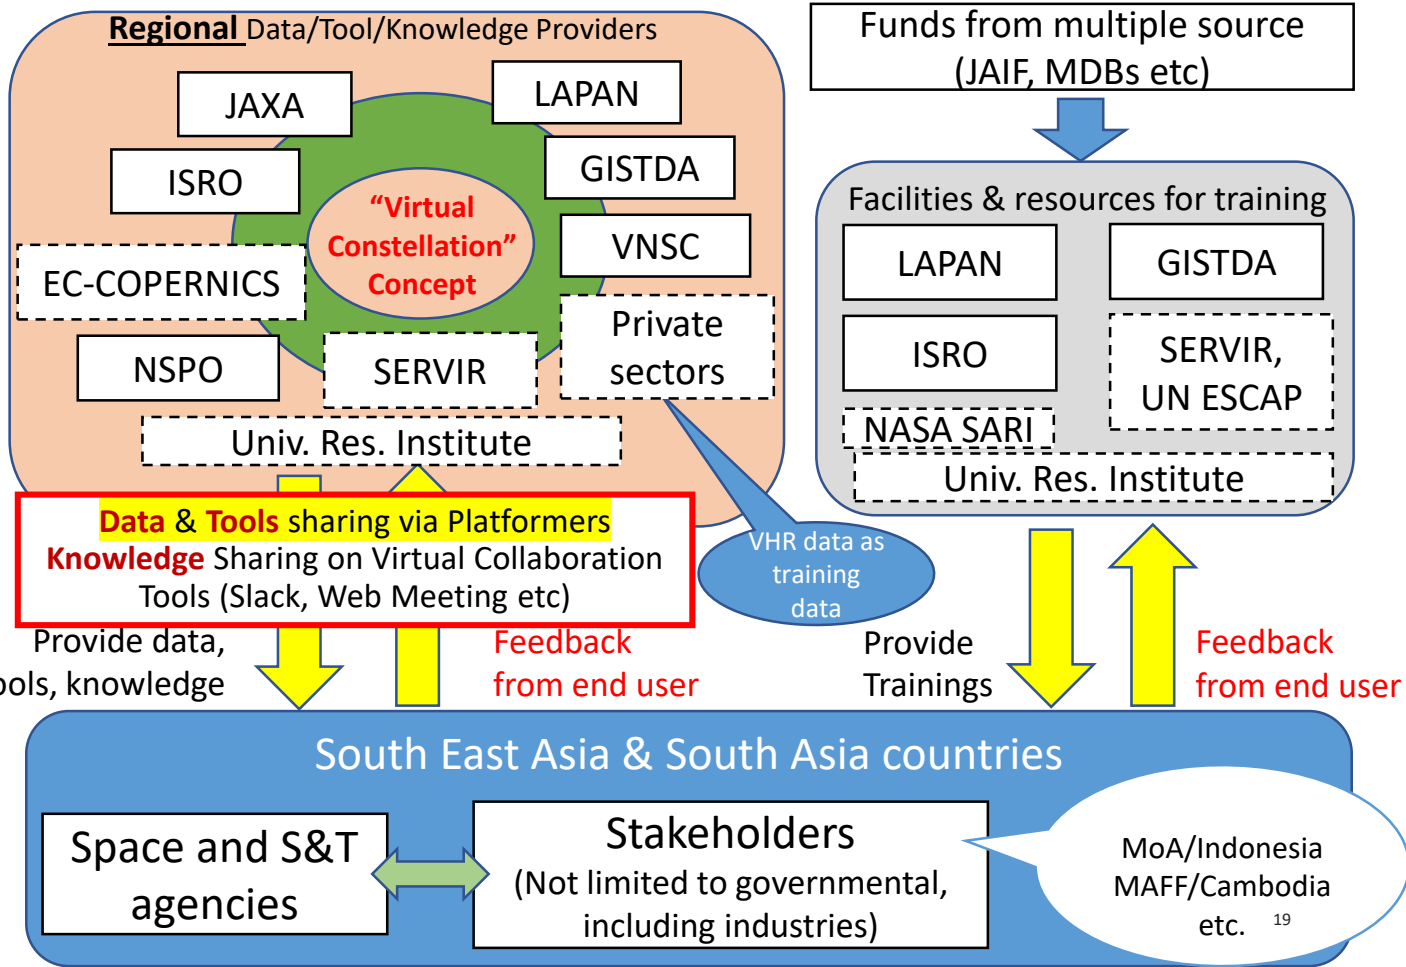 Regional Data/Tool/Knowledge Providers
JAXA
LAPAN
ISRO
GISTDA
"Virtual
Constellation"
Concept
VNSC
EC-COPERNICS
Private
sectors
NSPO
SERVIR
Univ. Res. Institute
Funds from multiple source
(JAIF, MDBs etc)
Facilities & resources for training
LAPAN
GISTDA
ISRO
SERVIR,
UN ESCAP
NASA SARI
Univ. Res. Institute
Data & Tools sharing via Platformers
Knowledge Sharing on Virtual Collaboration
Tools (Slack, Web Meeting etc)
VHR data as
training
data
Provide data,
ools, knowledge
Feedback
from end user
Provide
Trainings
Feedback
from end user
South East Asia & South Asia countries
Space and S&T
agencies
Stakeholders
(Not limited to governmental,
including industries)
MoA/Indonesia
MAFF/Cambodia
etc.
19